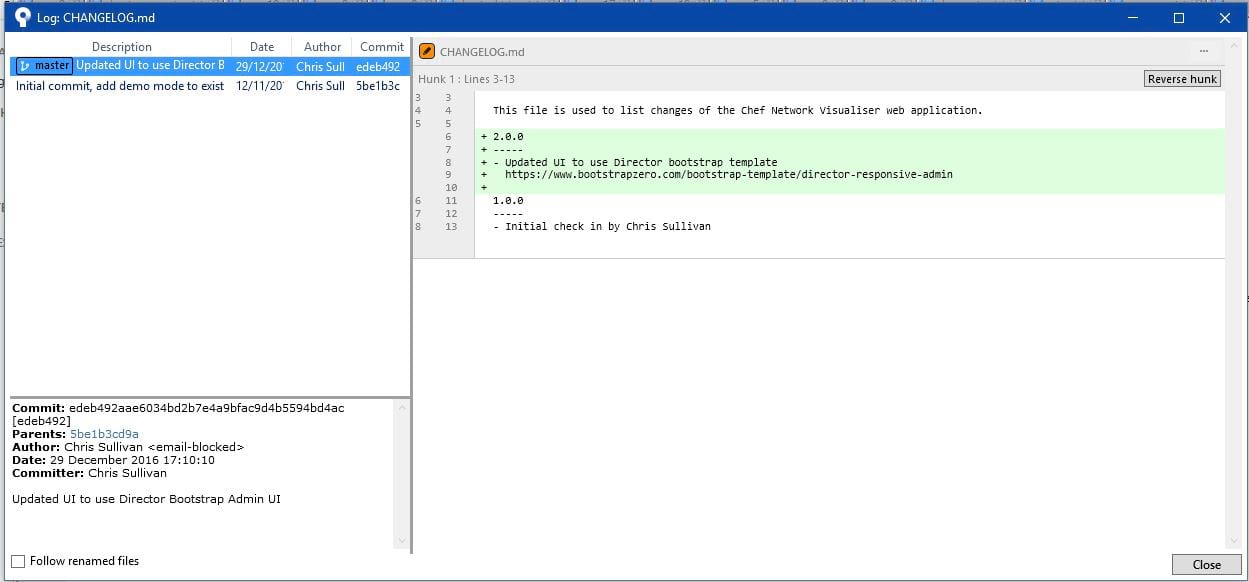 Log: CHANGELOG.md
Description Date Author Commit
master Updated UI to use Director B 29/12/20 Chris Sull edeb492
Initial commit, add demo mode to exist 12/11/20 Chris Sull 5be1b3c
Commit: edeb492aae6034bd2b7e4a9bfac9d4b5594bd4ac
[edeb492]
Parents: 5be1b3cd9a
Author: Chris Sullivan <email-blocked>
Date: 29 December 2016 17:10:10
Committer: Chris Sullivan
Updated UI to use Director Bootstrap Admin UI
Follow renamed files
CHANGELOG.md ...
Hunk 1 : Lines 3-13 Reverse hunk
3 3
4 4 This file is used to list changes of the Chef Network Visualiser web application.
5 5
6 + 2.0.0
7 + -----
8 + - Updated UI to use Director bootstrap template
9 + https://www.bootstrapzero.com/bootstrap-template/director-responsive-admin
10 +
6 11 1.0.0
7 12 -----
8 13 - Initial check in by Chris Sullivan
Close